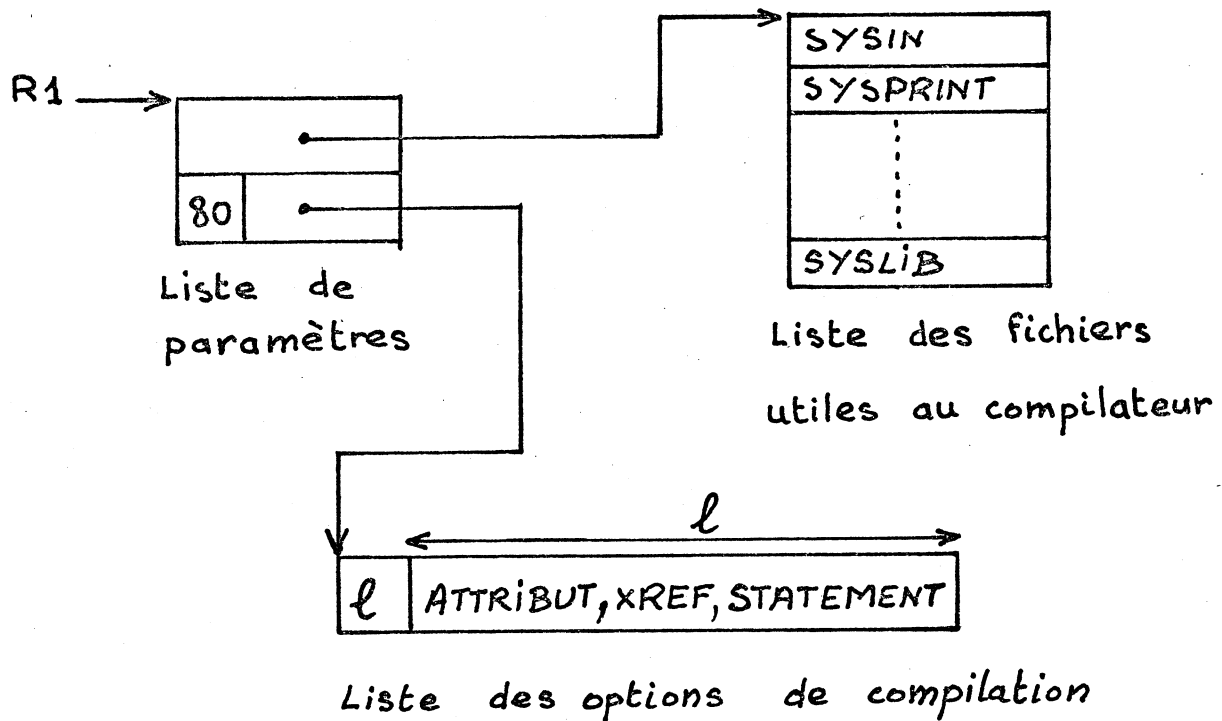 SYSIN
SYSPRINT
SYSLIB
R1
80
Liste de
paramètres
Liste des fichiers
utiles au compilateur
l
l
ATTRIBUT, XREF, STATEMENT
Liste des options de compilation